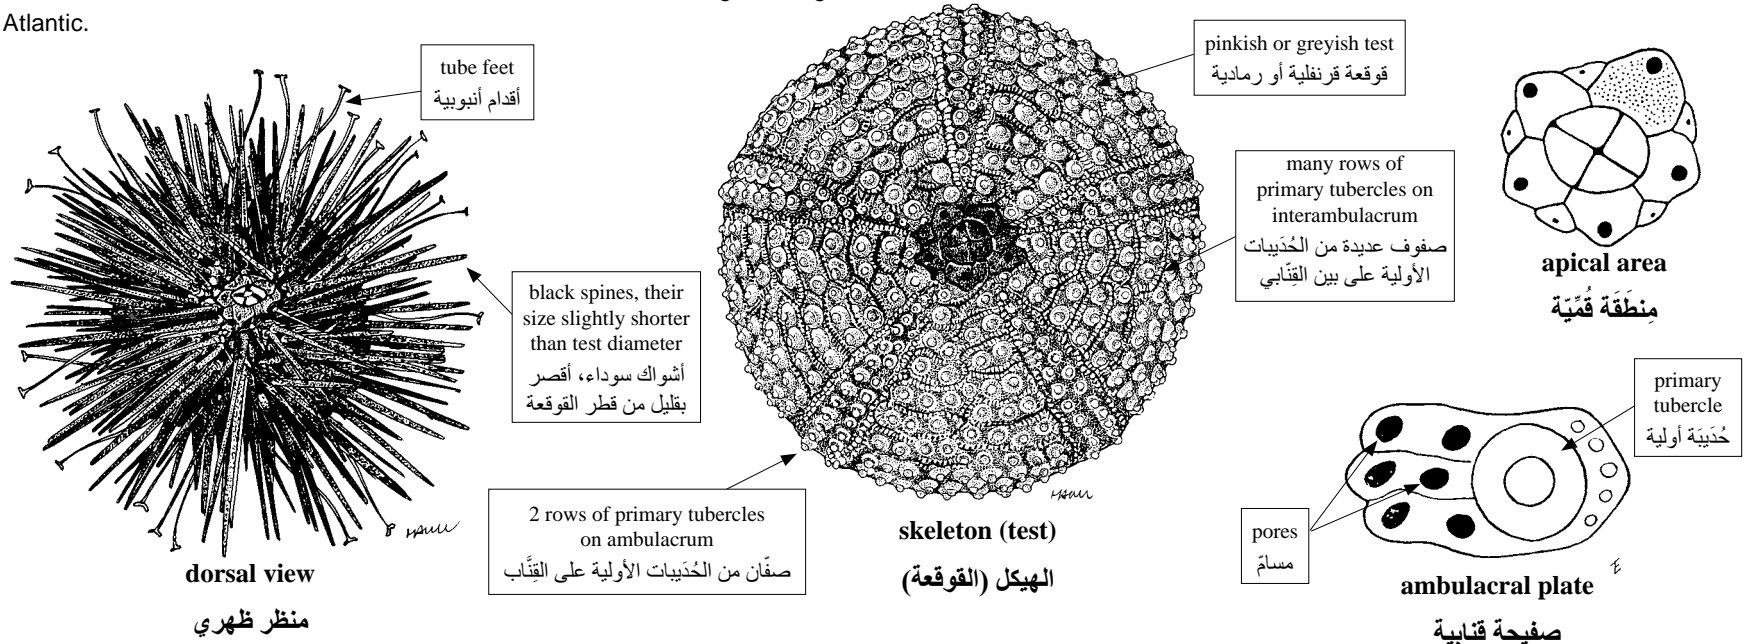 Atlantic.
tube feet
أقدام أنبوبية
black spines, their
size slightly shorter
than test diameter
أشواك سوداء، أقصر
بقليل من قطر القوقعة
dorsal view
منظر ظهري
2 rows of primary tubercles
on ambulacrum
صفّان من الحُدَيبات الأولية على القِنَّاب
pinkish or greyish test
قوقعة قرنفلية أو رمادية
many rows of
primary tubercles on
interambulacrum
صفوف عديدة من الحُدَيبات
الأولية على بين القِنّابي
skeleton (test)
الهيكل (القوقعة)
apical area
مِنطَقَة قُمِّيّة
primary
tubercle
حُدَيبَة أولية
pores
مسامّ
ambulacral plate
صفيحة قنابية